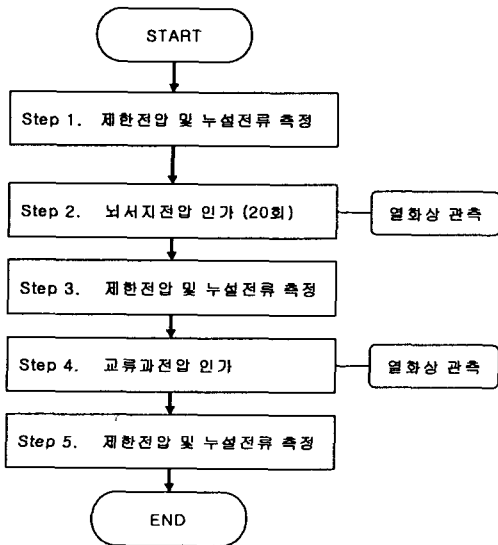 START
Step 1. 제한전압 및 누설전류 측정
Step 2. 뇌서지전압 인가 (20회)
열화상 관측
Step 3. 제한전압 및 누설전류 측정
Step 4. 교류과전압 인가
열화상 관측
Step 5. 제한전압 및 누설전류 측정
END